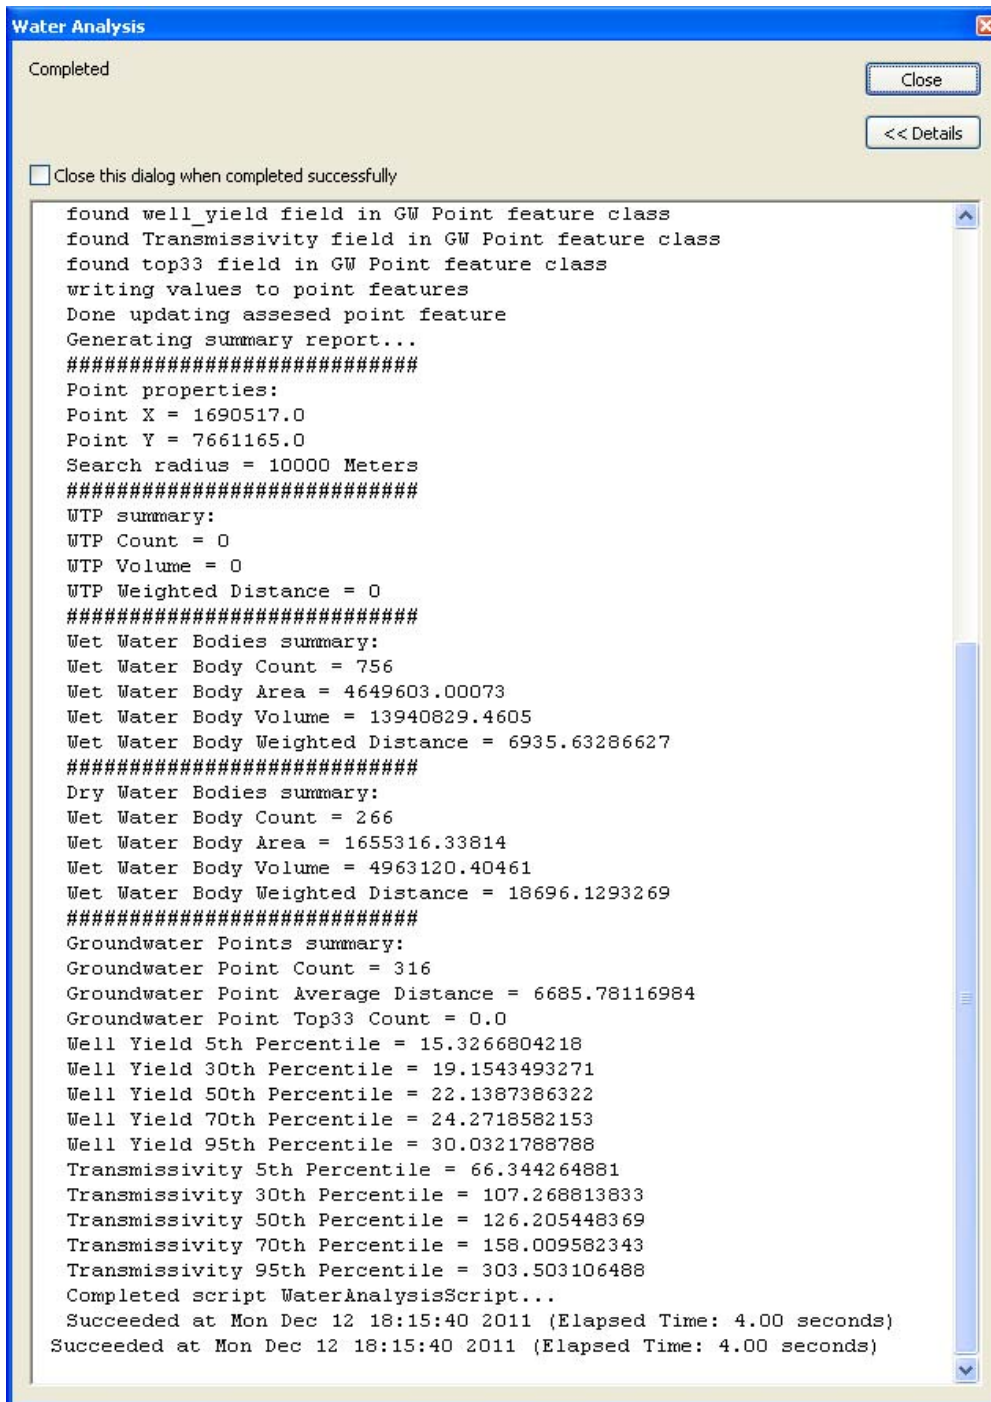 Water Analysis
Completed
Close
<< Details
Close this dialog when completed successfully
found well_yield field in GW Point feature class
found Transmissivity field in GW Point feature class
found top33 field in GW Point feature class
writing values to point features
Done updating assesed point feature
Generating summary report...
############################
Point properties:
Point X = 1690517.0
Point Y = 7661165.0
Search radius = 10000 Meters
############################
WTP summary:
WTP Count = 0
WTP Volume = 0
WTP Weighted Distance = 0
############################
Wet Water Bodies summary:
Wet Water Body Count = 756
Wet Water Body Area = 4649603.00073
Wet Water Body Volume = 13940829.4605
Wet Water Body Weighted Distance = 6935.63286627
############################
Dry Water Bodies summary:
Wet Water Body Count = 266
Wet Water Body Area = 1655316.33814
Wet Water Body Volume = 4963120.40461
Wet Water Body Weighted Distance = 18696.1293269
############################
Groundwater Points summary:
Groundwater Point Count = 316
Groundwater Point Average Distance = 6685.78116984
Groundwater Point Top33 Count = 0.0
Well Yield 5th Percentile = 15.3266804218
Well Yield 30th Percentile = 19.1543493271
Well Yield 50th Percentile = 22.1387386322
Well Yield 70th Percentile = 24.2718582153
Well Yield 95th Percentile = 30.0321788788
Transmissivity 5th Percentile = 66.344264881
Transmissivity 30th Percentile = 107.268813833
Transmissivity 50th Percentile = 126.205448369
Transmissivity 70th Percentile = 158.009582343
Transmissivity 95th Percentile = 303.503106488
Completed script WaterAnalysisScript...
Succeeded at Mon Dec 12 18:15:40 2011 (Elapsed Time: 4.00 seconds)
Succeeded at Mon Dec 12 18:15:40 2011 (Elapsed Time: 4.00 seconds)